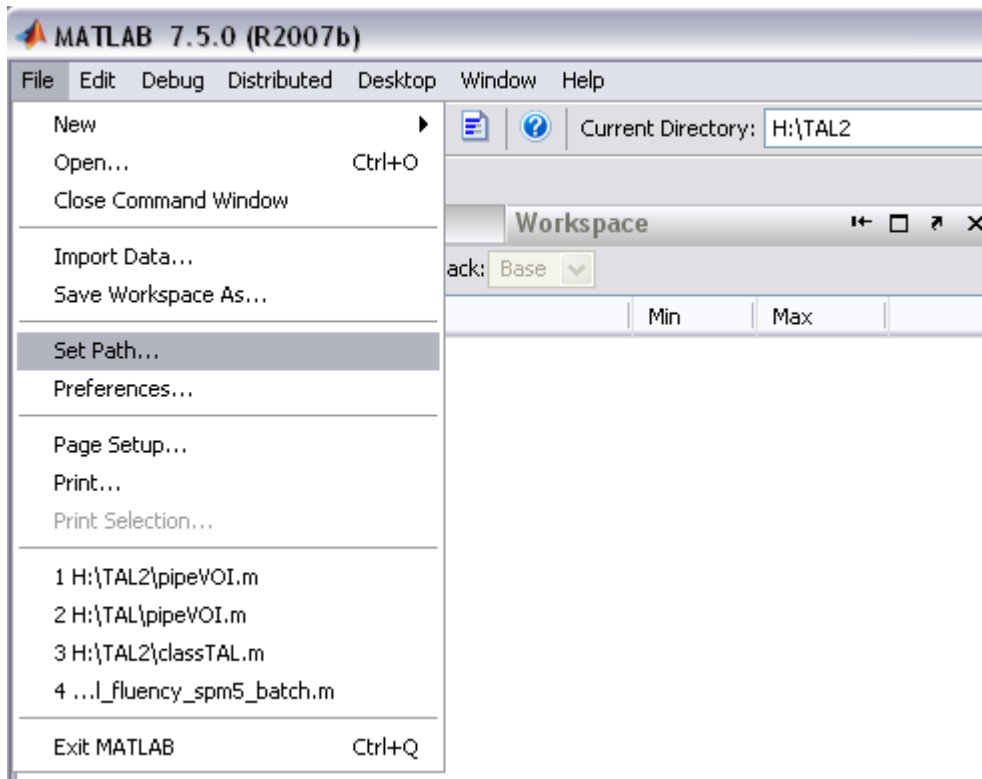 MATLAB 7.5.0 (R2007b)
File Edit Debug Distributed Desktop Window Help
New
Current Directory: H:\TAL2
Open... Ctrl+O
Close Command Window
Workspace
Import Data...
ack: Base
Save Workspace As...
Min Max
Set Path...
Preferences...
Page Setup...
Print...
Print Selection...
1 H:\TAL2\pipeVOI.m
2 H:\TAL\pipeVOI.m
3 H:\TAL2\classTAL.m
4 ...l_fluency_spm5_batch.m
Exit MATLAB Ctrl+Q